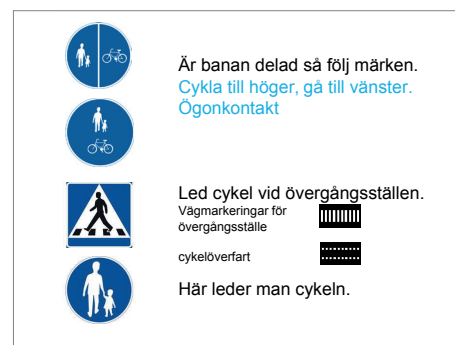 Är banan delad så följ märken.
Cykla till höger, gå till vänster.
Ögonkontakt
Led cykel vid övergångsställen.
Vägmarkeringar för
övergångsställe
cykelöverfart
Här leder man cykeln.